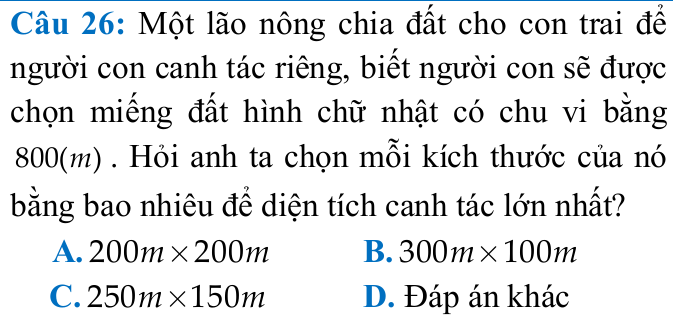 Câu 26: Một lão nông chia đất cho con trai để
người con canh tác riêng, biết người con sẽ được
chọn miếng đất hình chữ nhật có chu vi bằng
800(m) . Hỏi anh ta chọn mỗi kích thước của nó
bằng bao nhiêu để diện tích canh tác lớn nhất?
A. 200m×200m B. 300m×100m
C. 250m×150m D. Đáp án khác